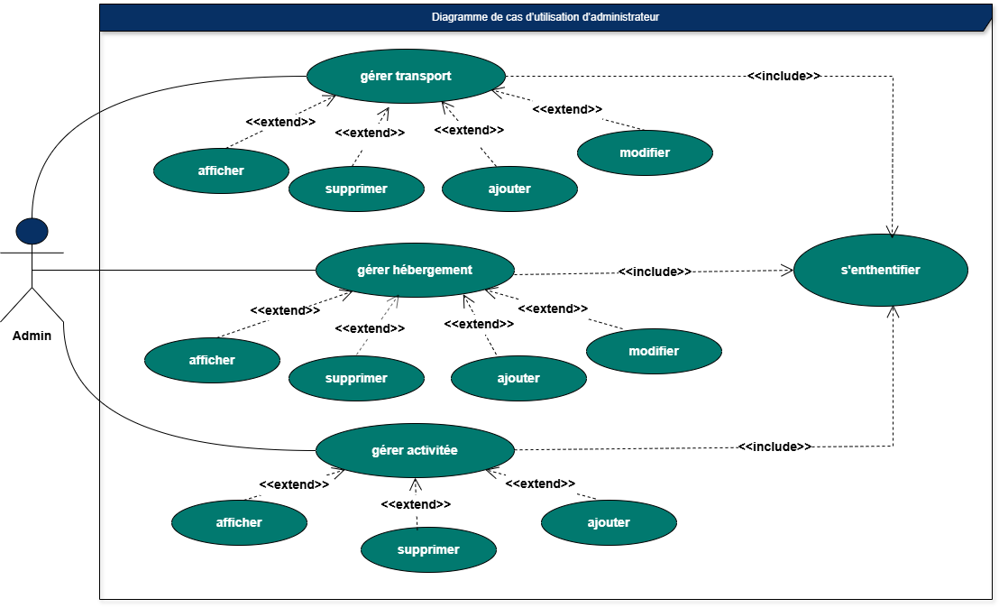 Diagramme de cas d'utilisation d'administrateur
gérer transport
<<include>>
<<extend>>
<<extend>>
<<extend>>
<<extend>>
afficher
supprimer
ajouter
modifier
Admin
gérer hébergement
<<include>>
s'enthentifier
<<extend>>
<<extend>>
<<extend>>
<<extend>>
afficher
supprimer
ajouter
modifier
gérer activitée
<<include>>
<<extend>>
<<extend>>
<<extend>>
afficher
supprimer
ajouter